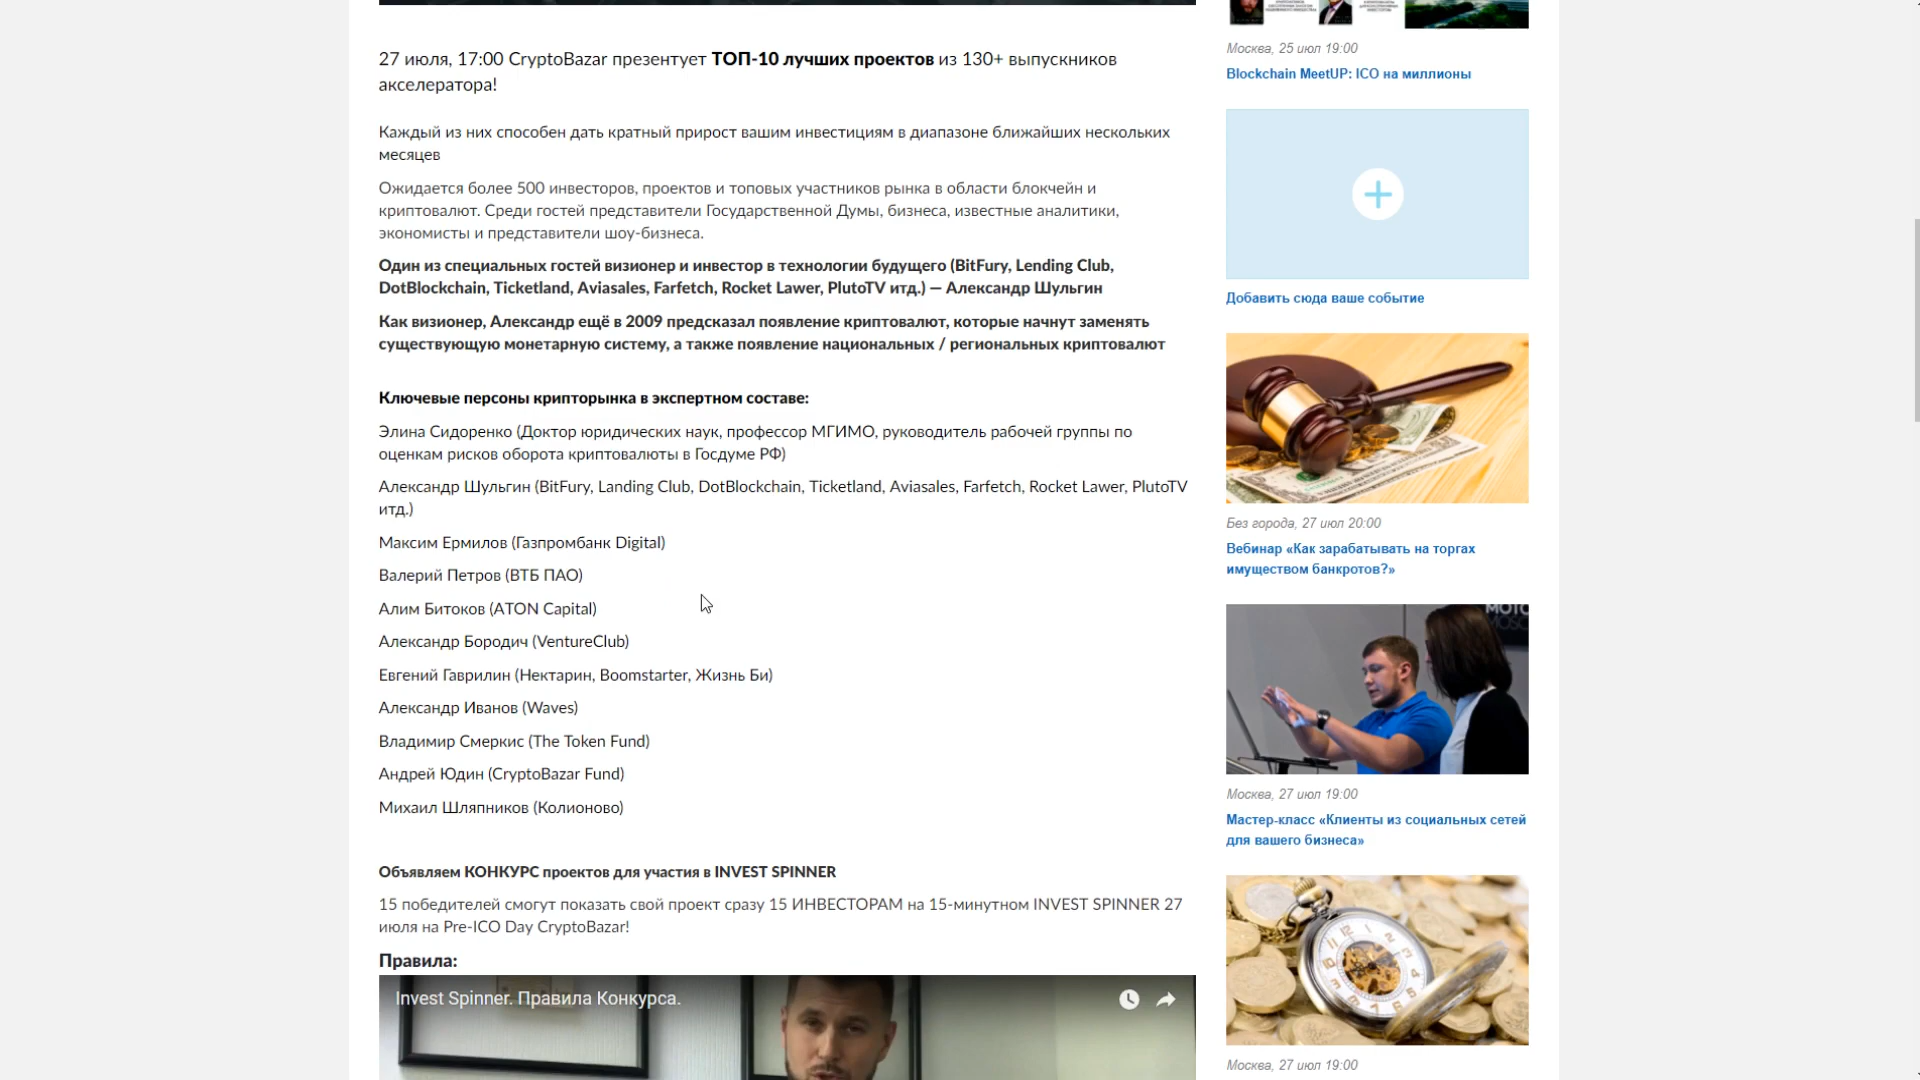 27 июля, 17:00 CryptoBazar презентует ТОП-10 лучших проектов из 130+ выпускников
акселератора!
Каждый из них способен дать кратный прирост вашим инвестициям в диапазоне ближайших нескольких
месяцев
Ожидается более 500 инвесторов, проектов и топовых участников рынка в области блокчейн и
криптовалют. Среди гостей представители Государственной Думы, бизнеса, известные аналитики,
экономисты и представители шоу-бизнеса.
Один из специальных гостей визионер и инвестор в технологии будущего (BitFury, Lending Club,
DotBlockchain, Ticketland, Aviasales, Farfetch, Rocket Lawer, PlutoTV итд.) — Александр Шульгин
Как визионер, Александр ещё в 2009 предсказал появление криптовалют, которые начнут заменять
существующую монетарную систему, а также появление национальных / региональных криптовалют
Ключевые персоны крипторынка в экспертном составе:
Элина Сидоренко (Доктор юридических наук, профессор МГИМО, руководитель рабочей группы по
оценкам рисков оборота криптовалюты в Госдуме РФ)
Александр Шульгин (BitFury, Landing Club, DotBlockchain, Ticketland, Aviasales, Farfetch, Rocket Lawer, PlutoTV
итд.)
Максим Ермилов (Газпромбанк Digital)
Валерий Петров (ВТБ ПАО)
Алим Битоков (ATON Capital)
Александр Бородич (VentureClub)
Евгений Гаврилин (Нектарин, Boomstarter, Жизнь Би)
Александр Иванов (Waves)
Владимир Смеркис (The Token Fund)
Андрей Юдин (CryptoBazar Fund)
Михаил Шляпников (Колионово)
Объявляем КОНКУРС проектов для участия в INVEST SPINNER
15 победителей смогут показать свой проект сразу 15 ИНВЕСТОРАМ на 15-минутном INVEST SPINNER 27
июля на Pre-ICO Day CryptoBazar!
Правила:
Invest Spinner. Правила Конкурса.
Москва, 25 июл 19:00
Blockchain MeetUP: ICO на миллионы
Добавить сюда ваше событие
Без города, 27 июл 20:00
Вебинар «Как зарабатывать на торгах
имуществом банкротов?»
Москва, 27 июл 19:00
Мастер-класс «Клиенты из социальных сетей
для вашего бизнеса»
Москва, 27 июл 19:00